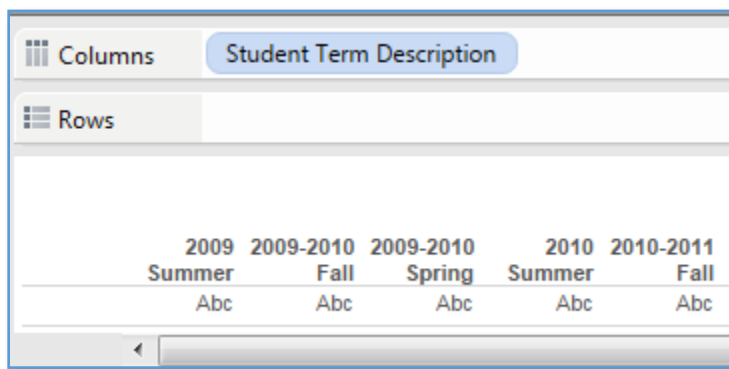 Columns Student Term Description
Rows
2009 2009-2010 2009-2010 2010 2010-2011
Summer Fall Spring Summer Fall
Abc Abc Abc Abc Abc